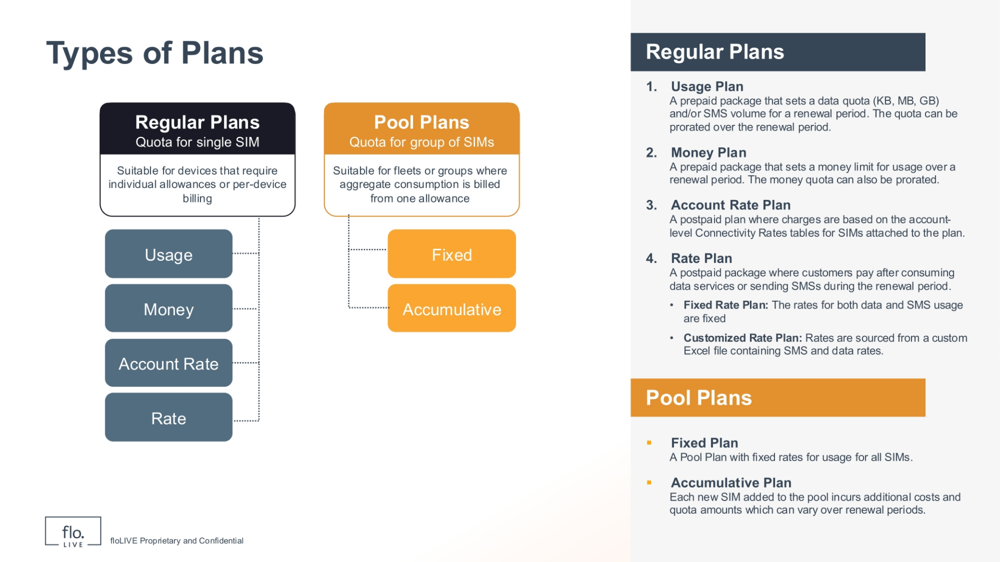 Types of Plans
Regular Plans
Quota for single SIM
Suitable for devices that require
individual allowances or per-device
billing
Usage
Money
Account Rate
Rate
Pool Plans
Quota for group of SIMs
Suitable for fleets or groups where
aggregate consumption is billed
from one allowance
Fixed
Accumulative
Regular Plans
1. Usage Plan
A prepaid package that sets a data quota (KB, MB, GB)
and/or SMS volume for a renewal period. The quota can be
prorated over the renewal period.
2. Money Plan
A prepaid package that sets a money limit for usage over a
renewal period. The money quota can also be prorated.
3. Account Rate Plan
A postpaid plan where charges are based on the account-
level Connectivity Rates tables for SIMs attached to the plan.
4. Rate Plan
A postpaid package where customers pay after consuming
data services or sending SMSs during the renewal period.
• Fixed Rate Plan: The rates for both data and SMS usage
are fixed
• Customized Rate Plan: Rates are sourced from a custom
Excel file containing SMS and data rates.
Pool Plans
▪ Fixed Plan
A Pool Plan with fixed rates for usage for all SIMs.
▪ Accumulative Plan
Each new SIM added to the pool incurs additional costs and
quota amounts which can vary over renewal periods.
flo.
LIVE
floLIVE Proprietary and Confidential